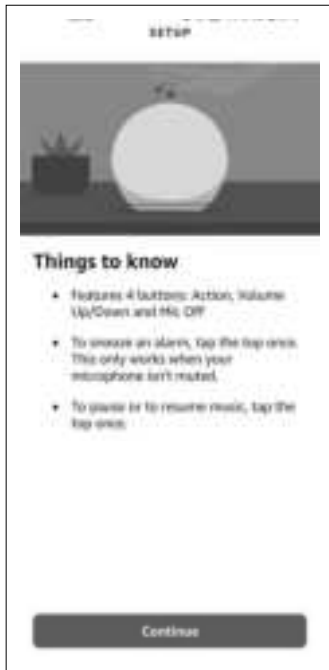 SETUP
Things to know
• Features 4 buttons: Action, Volume
Up/Down and Mic Off
• To snooze an alarm, tap the top once.
This only works when your
microphone isn't muted.
• To pause or to resume music, tap the
top once.
Continue